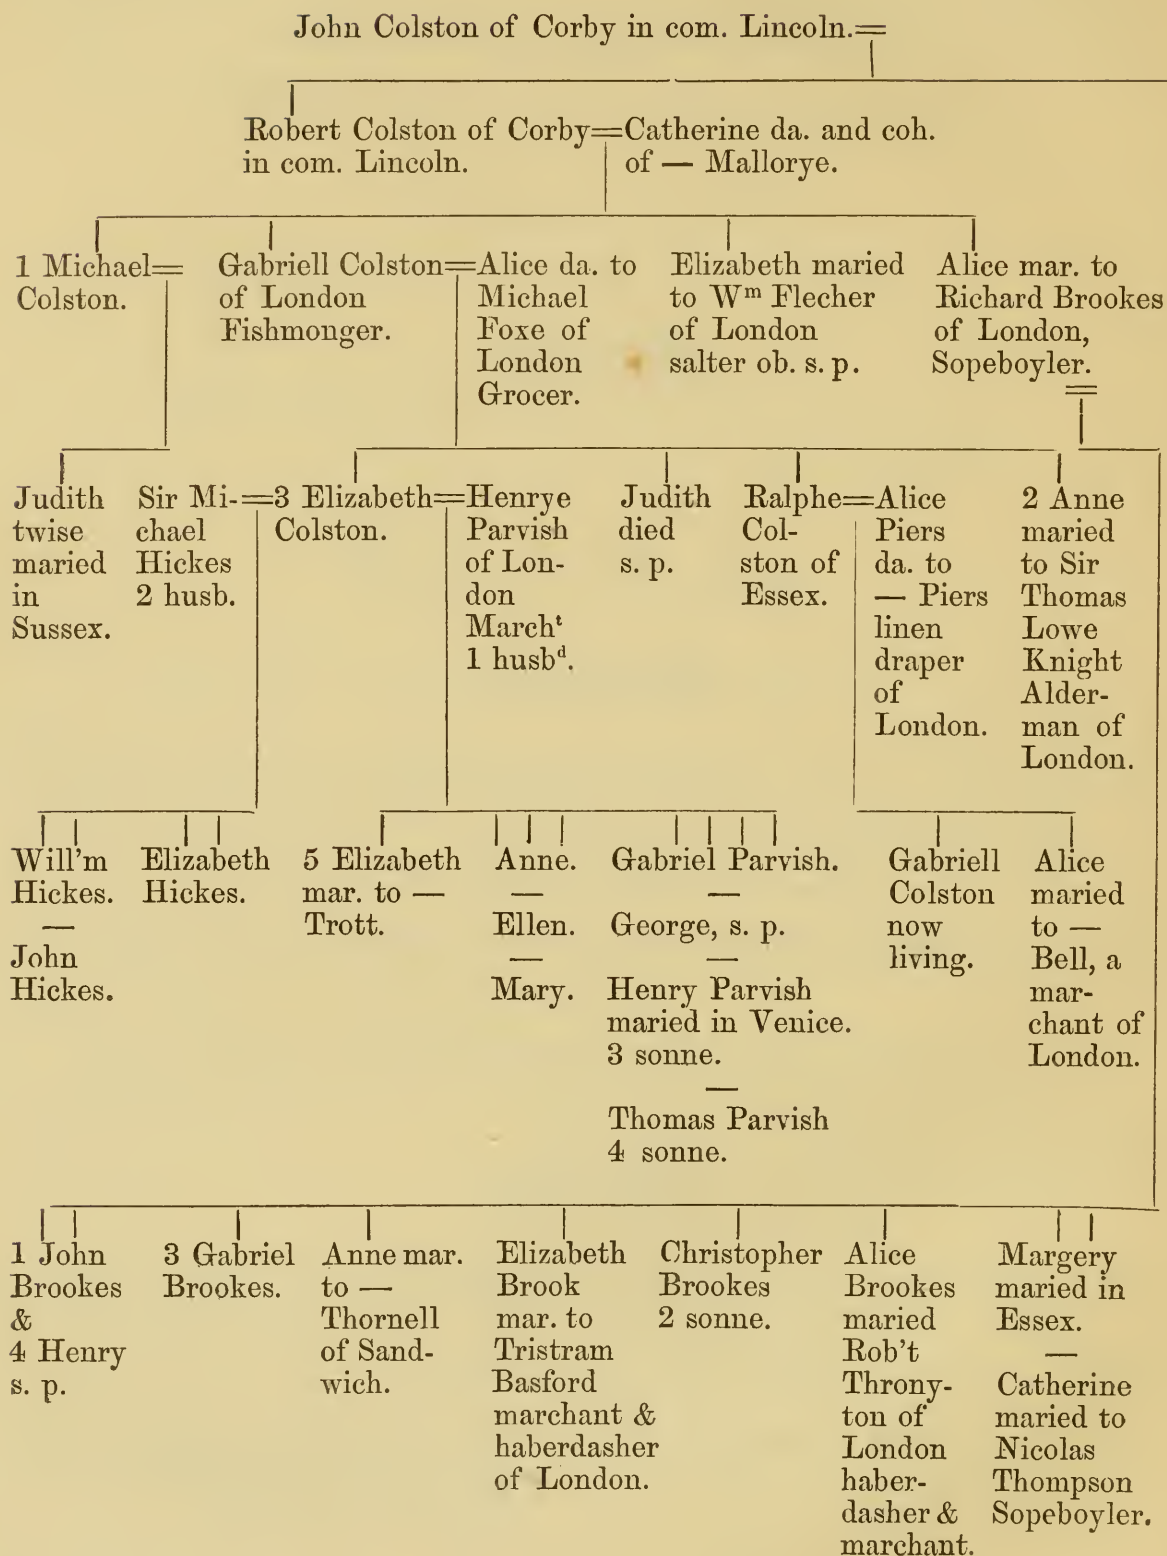 John Colston of Corby in com. Lincoln.=
Robert Colston of Corby=Catherine da. and coh.
in com. Lincoln.
of — Mallorye.
1 Michael=
Colston.
Gabriell Colston=Alice da. to
of London
Fishmonger.
Michael
Foxe of
London
Grocer.
Elizabeth maried
to Wᵐ Flecher
of London
salter ob. s. p.
Alice mar. to
Richard Brookes
of London,
Sopeboyler.
Judith
twise
maried
in
Sussex.
Sir Mi-=3 Elizabeth=Henrye
chael
Hickes
2 husb.
Colston.
Parvish
of Lon-
don
Marchᵗ
1 husbᵈ.
Judith
died
s. p.
Ralphe=Alice
Col-
ston of
Essex.
Piers
da. to
— Piers
linen
draper
of
London.
2 Anne
maried
to Sir
Thomas
Lowe
Knight
Alder-
man of
London.
Will'm
Hickes.
—
John
Hickes.
Elizabeth
Hickes.
5 Elizabeth
mar. to —
Trott.
Anne.
—
Ellen.
—
Mary.
Gabriel Parvish.
—
George, s. p.
—
Henry Parvish
maried in Venice.
3 sonne.
—
Thomas Parvish
4 sonne.
Gabriell
Colston
now
living.
Alice
maried
to —
Bell, a
mar-
chant of
London.
1 John
Brookes
&
4 Henry
s. p.
3 Gabriel
Brookes.
Anne mar.
to —
Thornell
of Sand-
wich.
Elizabeth
Brook
mar. to
Tristram
Basford
marchant &
haberdasher
of London.
Christopher
Brookes
2 sonne.
Alice
Brookes
maried
Rob't
Throny-
ton of
London
haber-
dasher &
marchant.
Margery
maried in
Essex.
—
Catherine
maried to
Nicolas
Thompson
Sopeboyler.